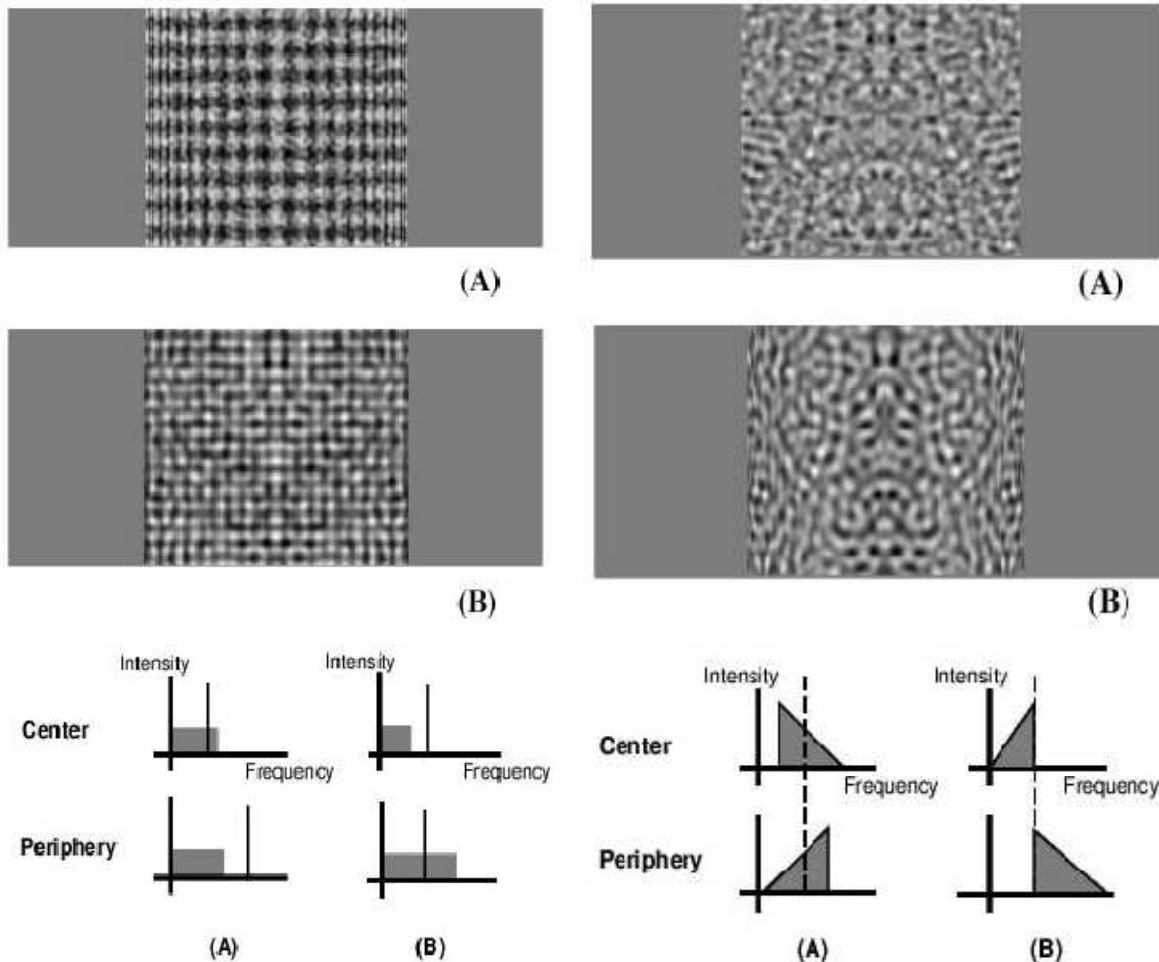 (A)
(B)
Intensity
Intensity
Center
Frequency
Frequency
Periphery
(A)
(B)
(A)
(B)
Intensity
Intensity
Center
Frequency
Frequency
Periphery
(A)
(B)